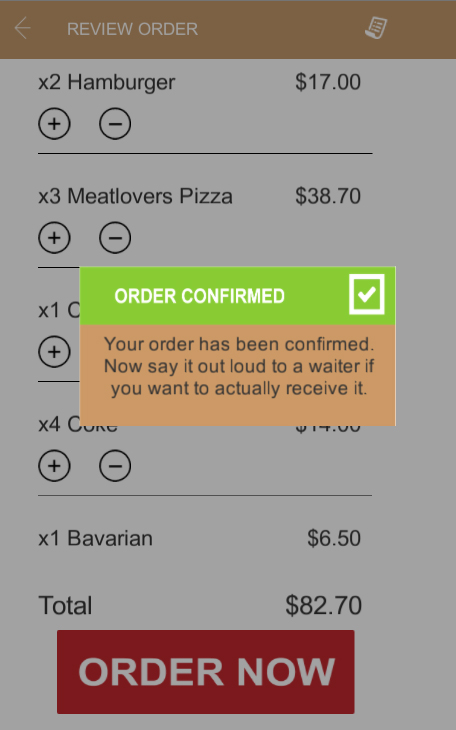 REVIEW ORDER
x2 Hamburger $17.00
x3 Meatlovers Pizza $38.70
ORDER CONFIRMED
x1 C
Your order has been confirmed.
Now say it out loud to a waiter if
you want to actually receive it.
x4 Coke $14.00
x1 Bavarian $6.50
Total $82.70
ORDER NOW